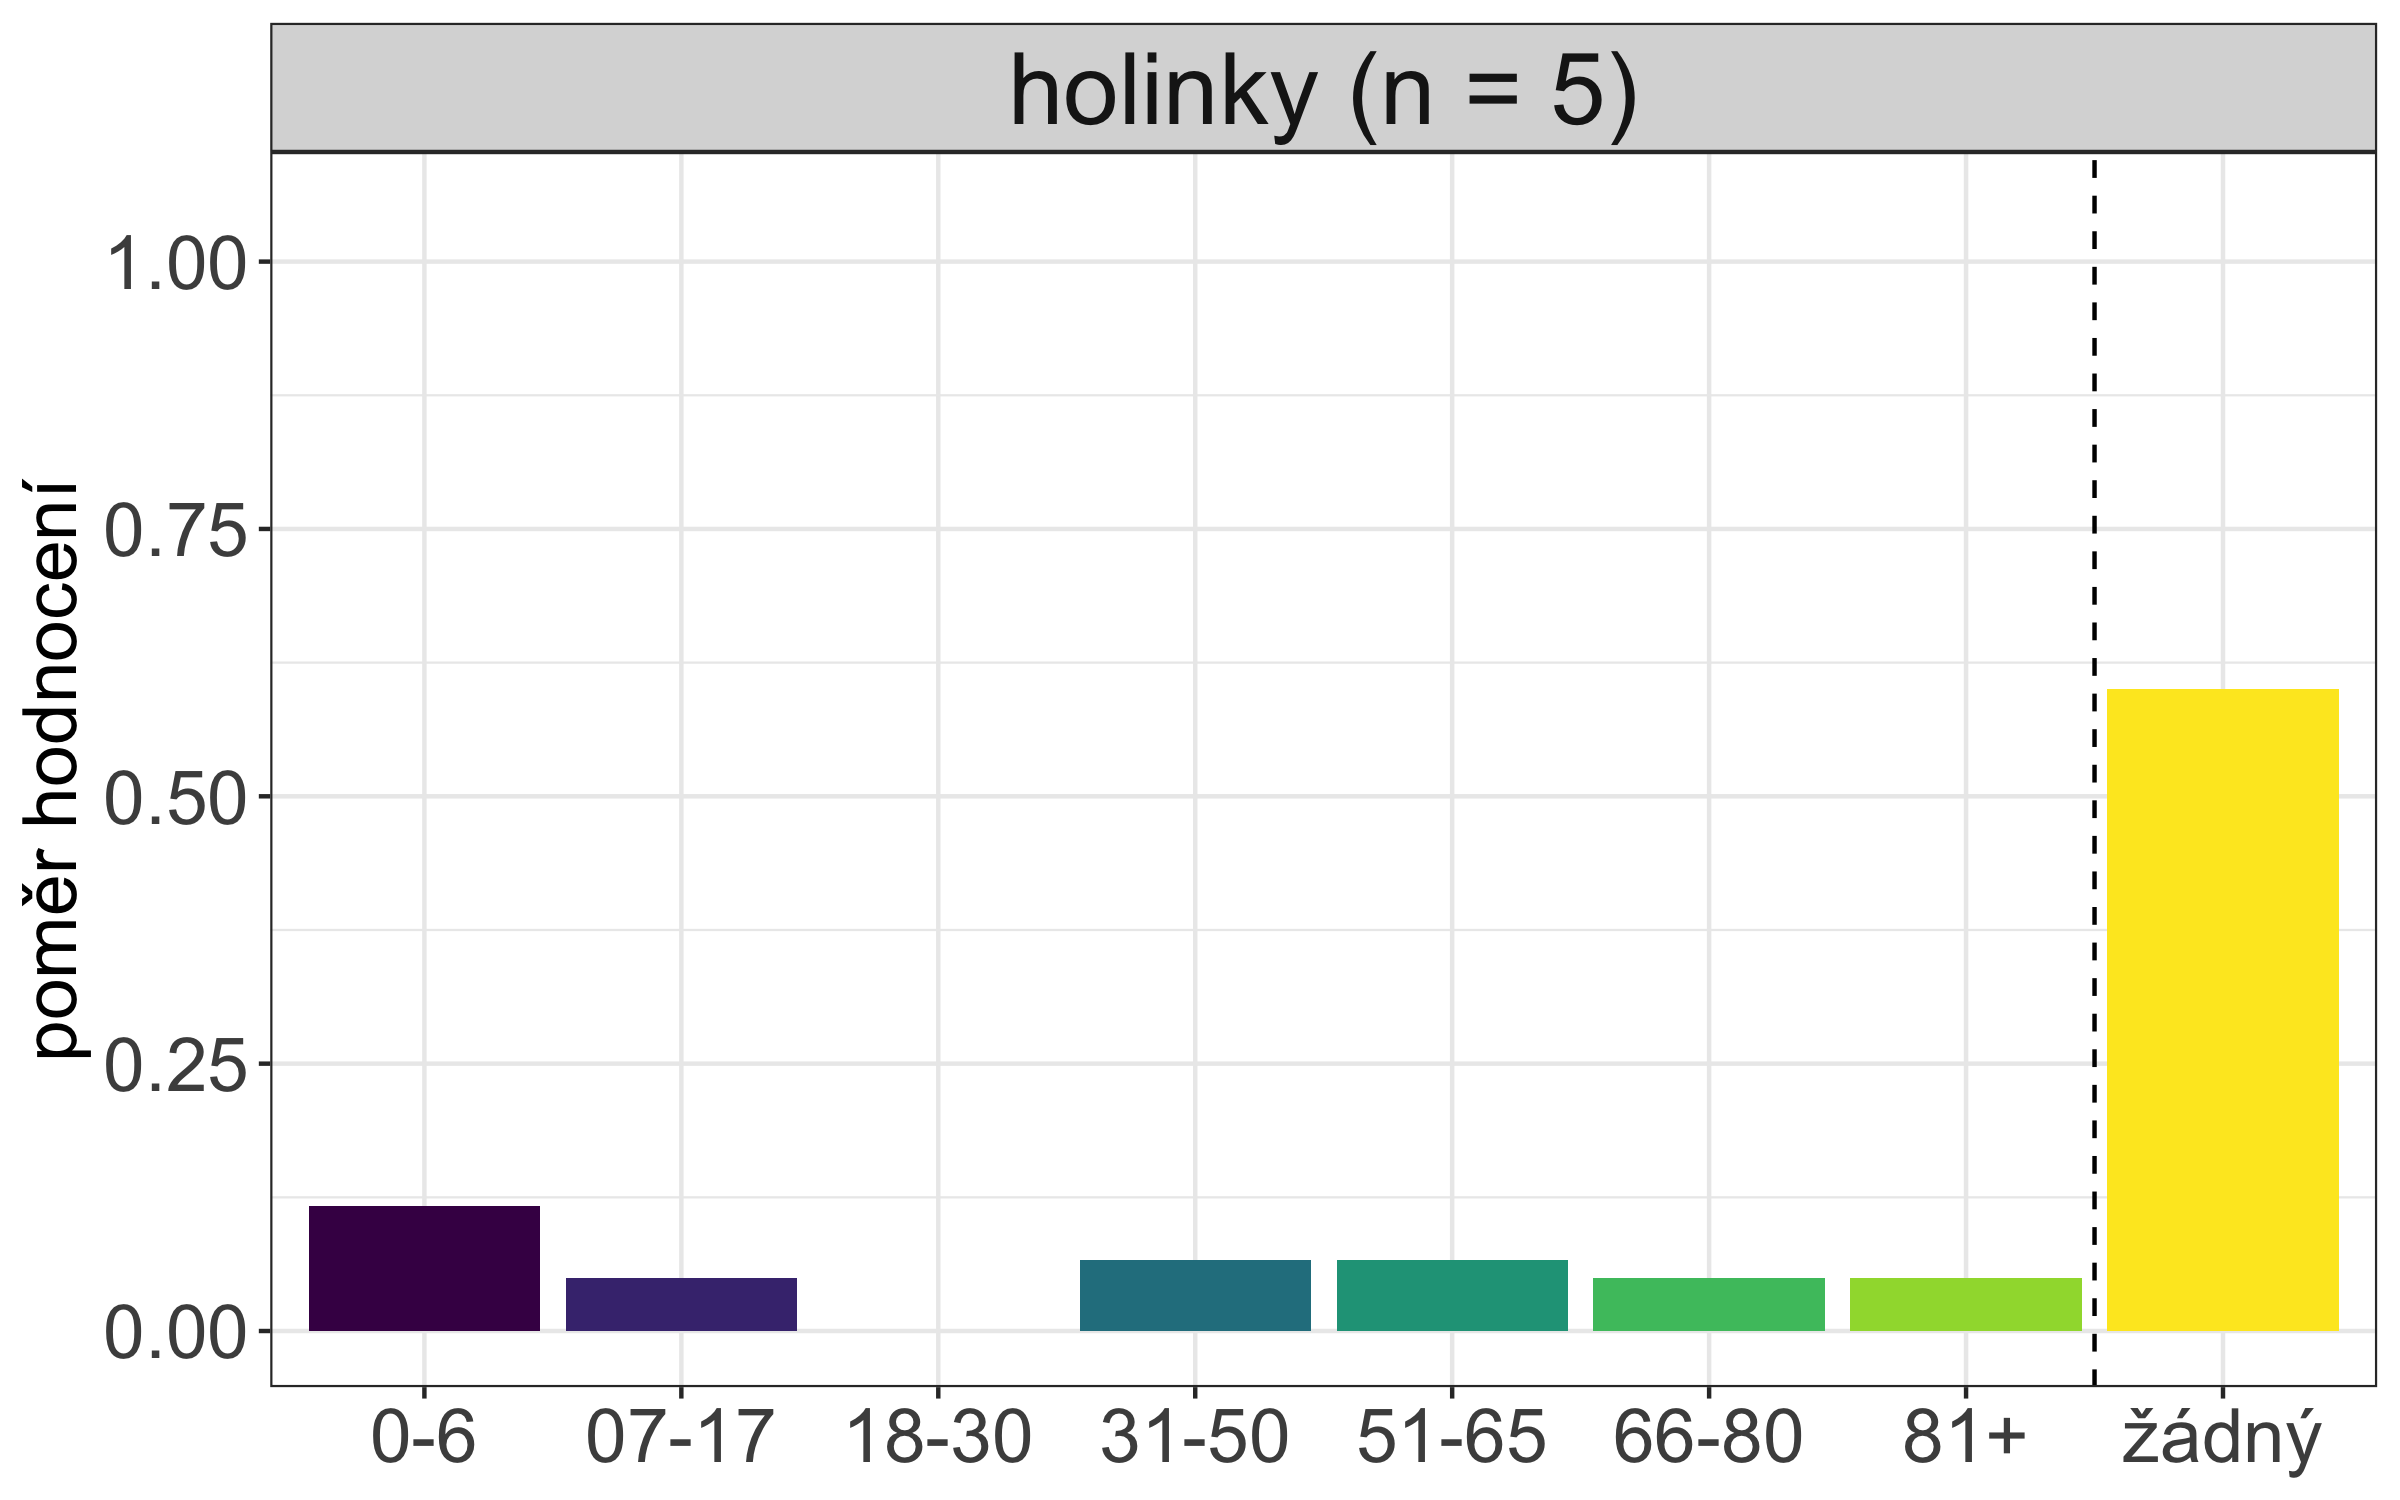 holinky (n = 5)
poměr hodnocení
1.00
0.75
0.50
0.25
0.00
0-6 07-17 18-30 31-50 51-65 66-80 81+ žádný